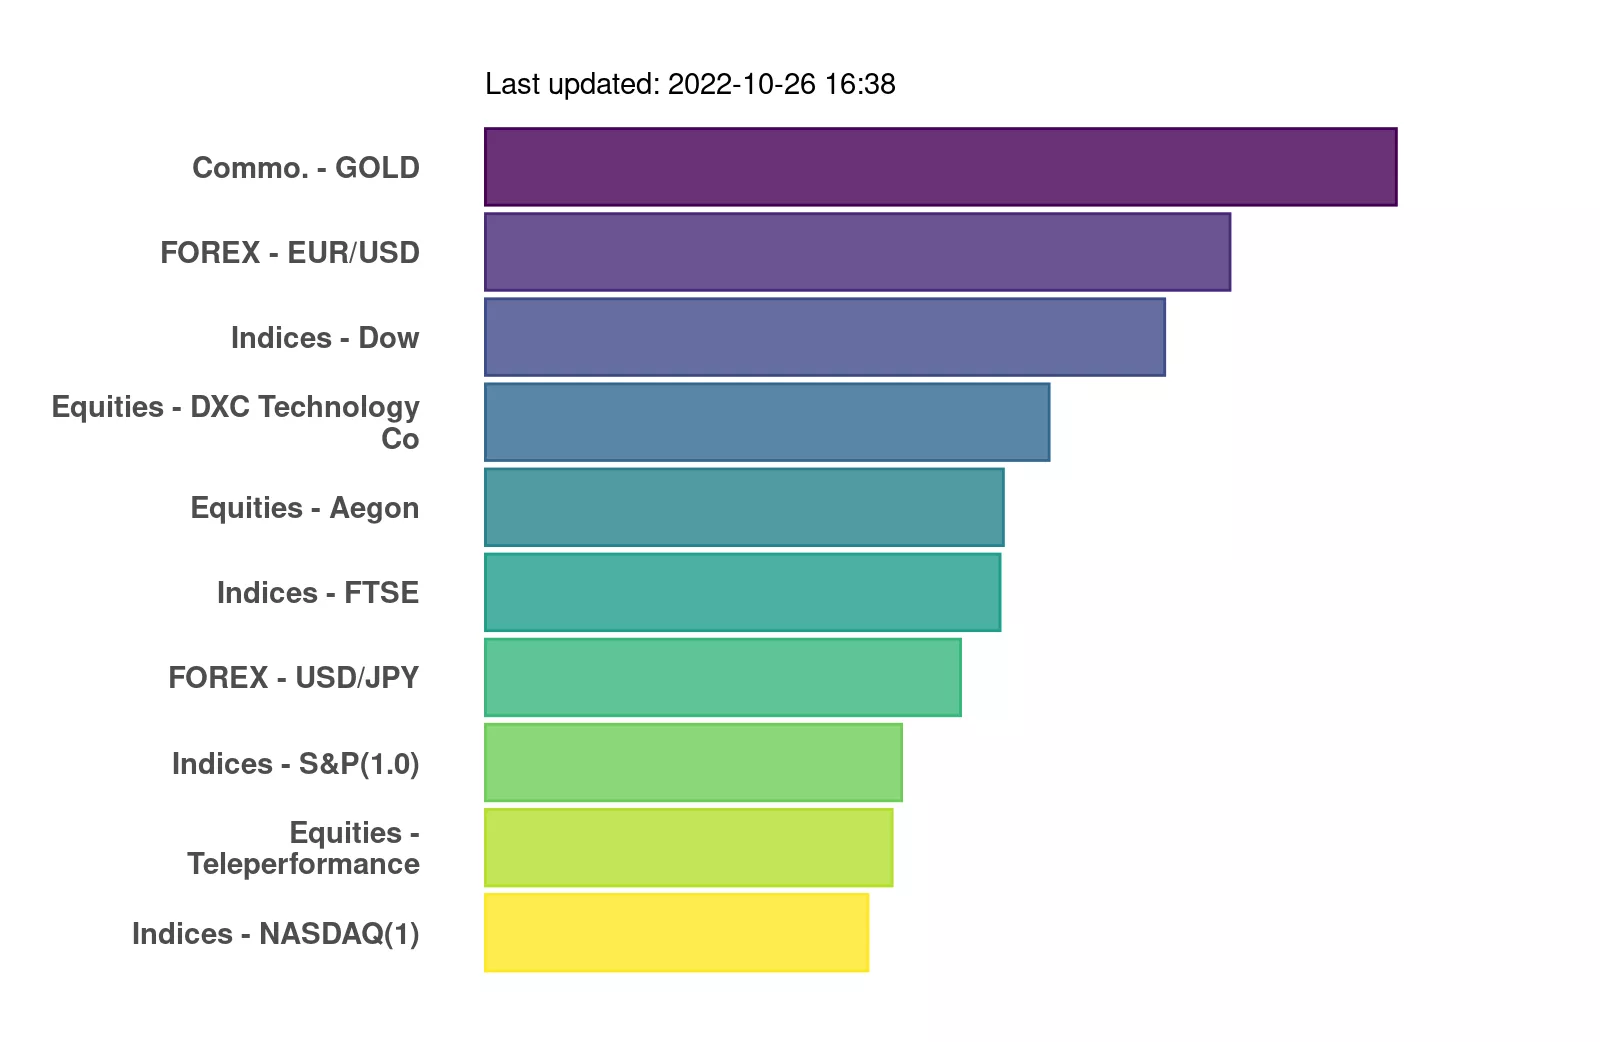 Last updated: 2022-10-26 16:38
Commo. - GOLD
FOREX - EUR/USD
Indices - Dow
Equities - DXC Technology
Co
Equities - Aegon
Indices - FTSE
FOREX - USD/JPY
Indices - S&P(1.0)
Equities -
Teleperformance
Indices - NASDAQ(1)